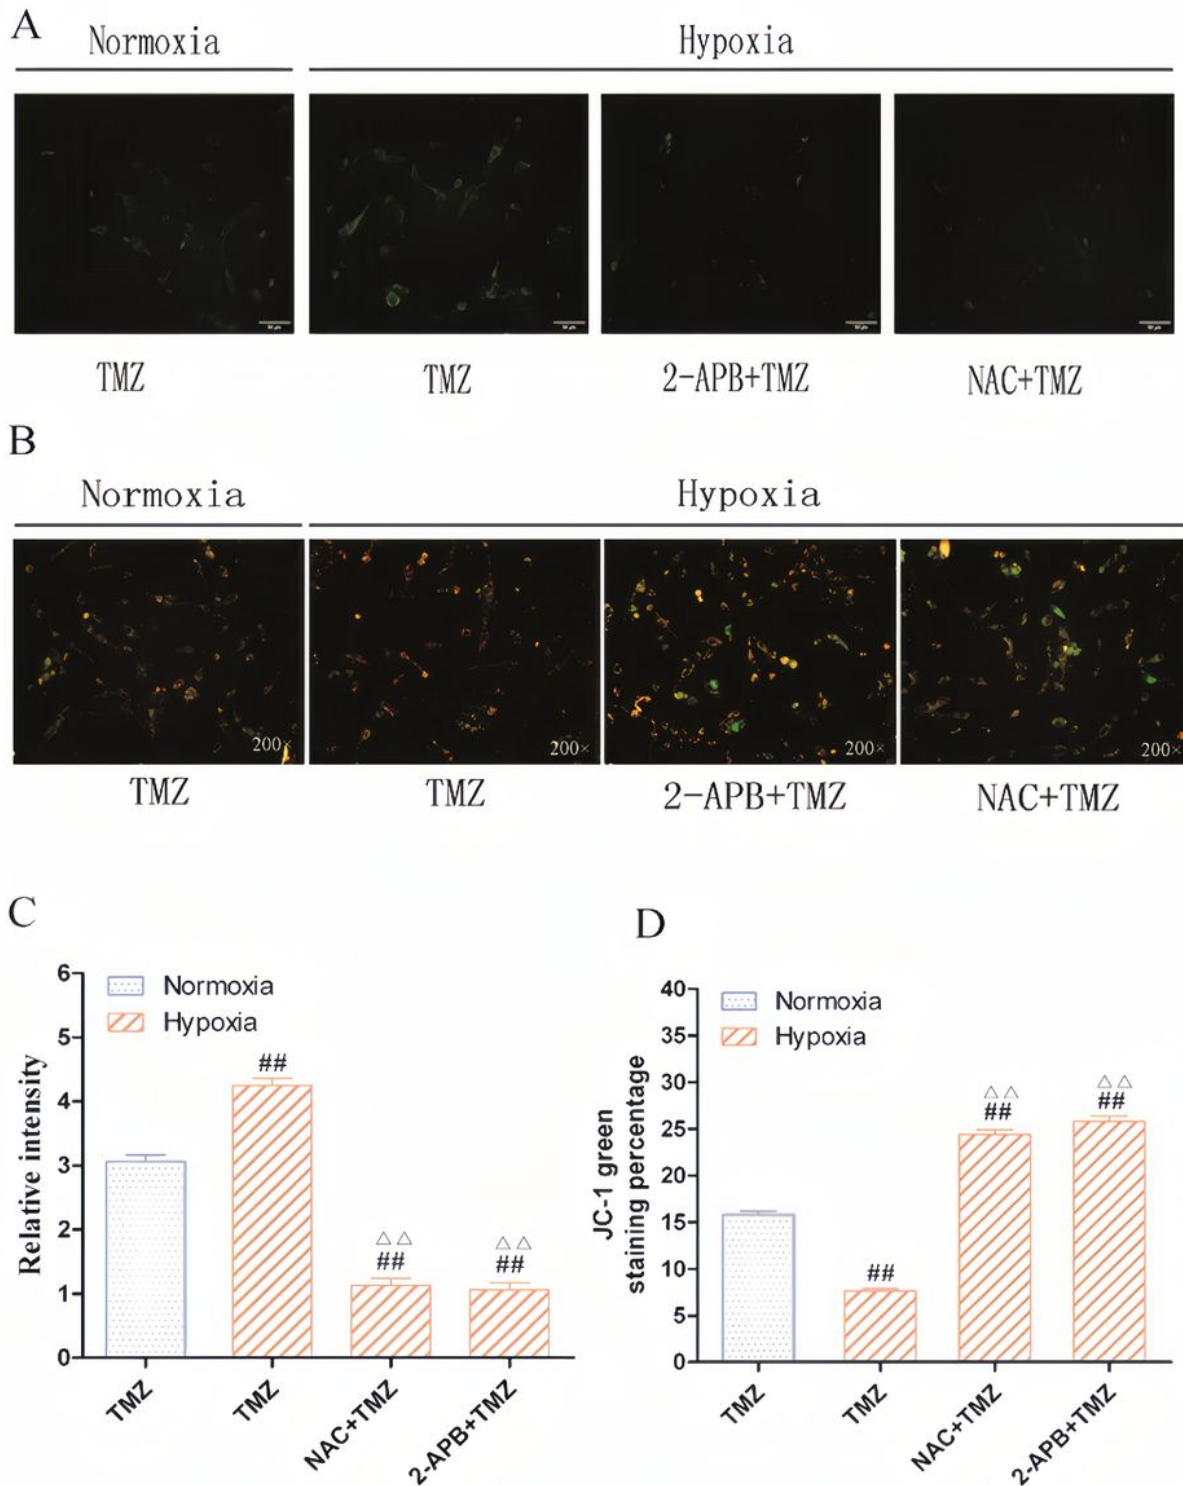 A
Normoxia Hypoxia
TMZ TMZ 2-APB+TMZ NAC+TMZ
B
Normoxia Hypoxia
200× 200× 200× 200×
TMZ TMZ 2-APB+TMZ NAC+TMZ
C
6
5
4
3
2
1
0
Relative intensity
Normoxia
Hypoxia
##
△△
##
△△
##
TMZ TMZ NAC+TMZ 2-APB+TMZ
D
40
35
30
25
20
15
10
5
0
JC-1 green
staining percentage
Normoxia
Hypoxia
##
△△
##
△△
##
TMZ TMZ NAC+TMZ 2-APB+TMZ